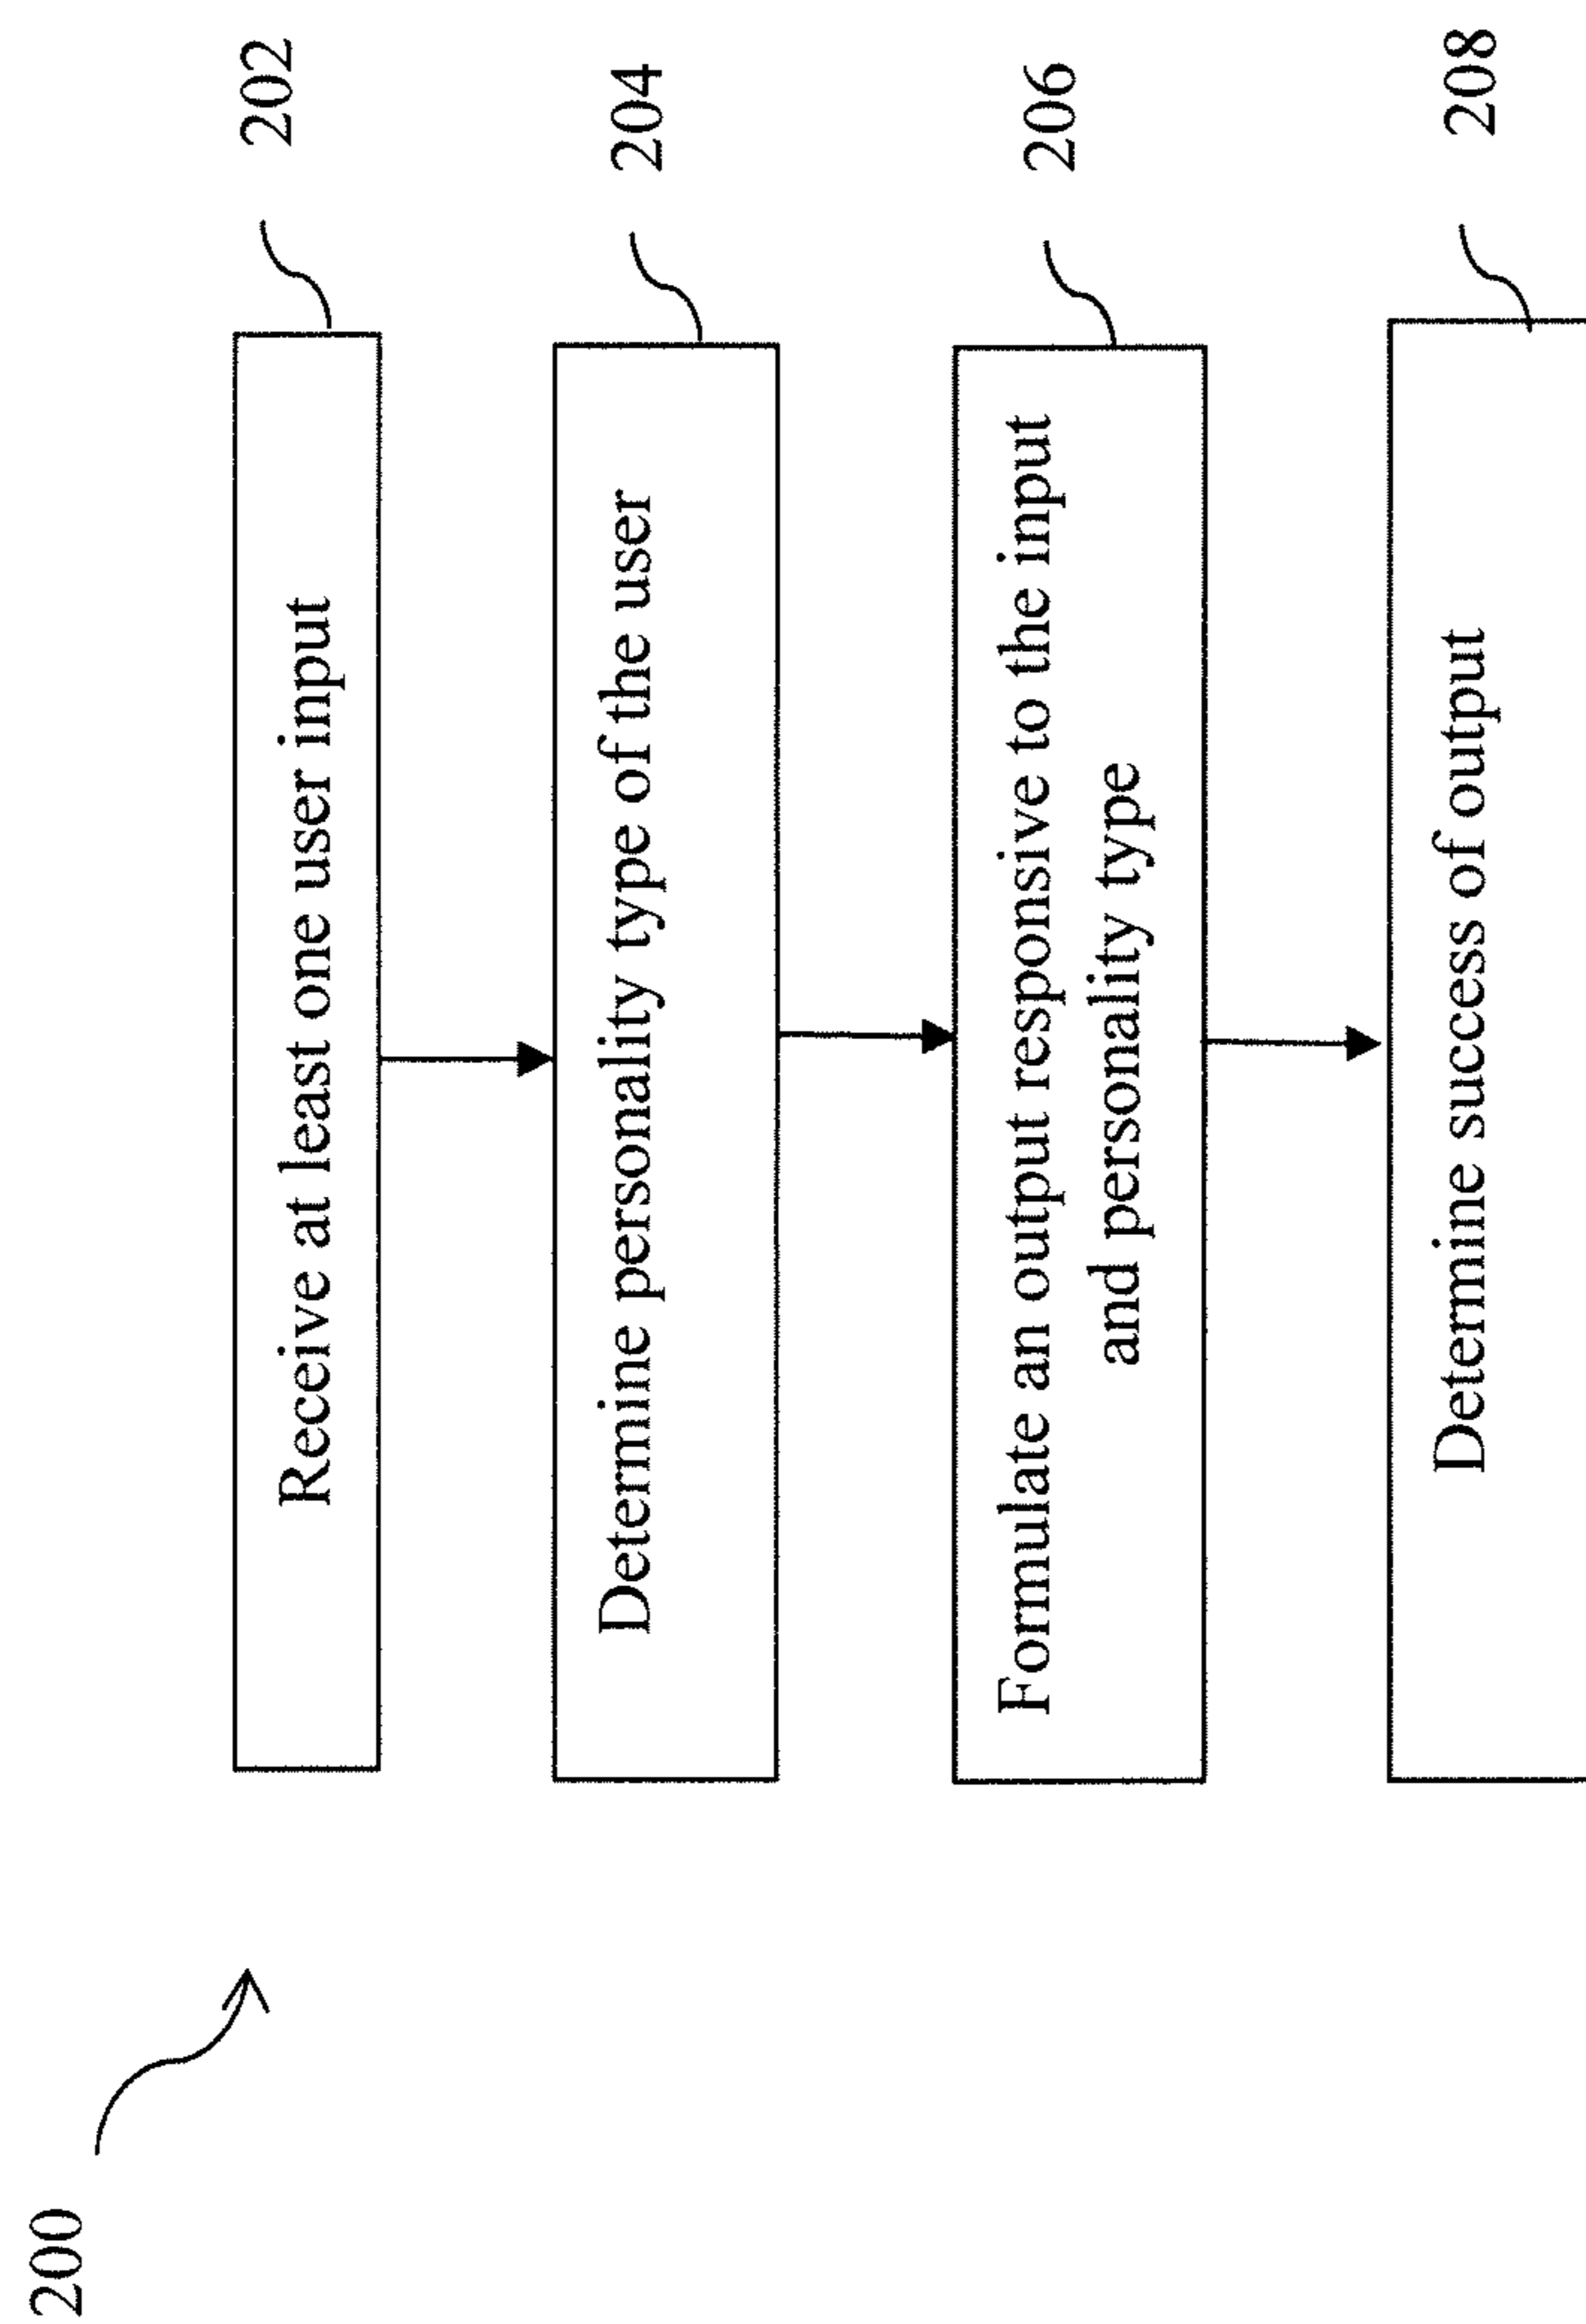 200
202
Receive at least one user input
204
Determine personality type of the user
206
Formulate an output responsive to the input
and personality type
208
Determine success of output